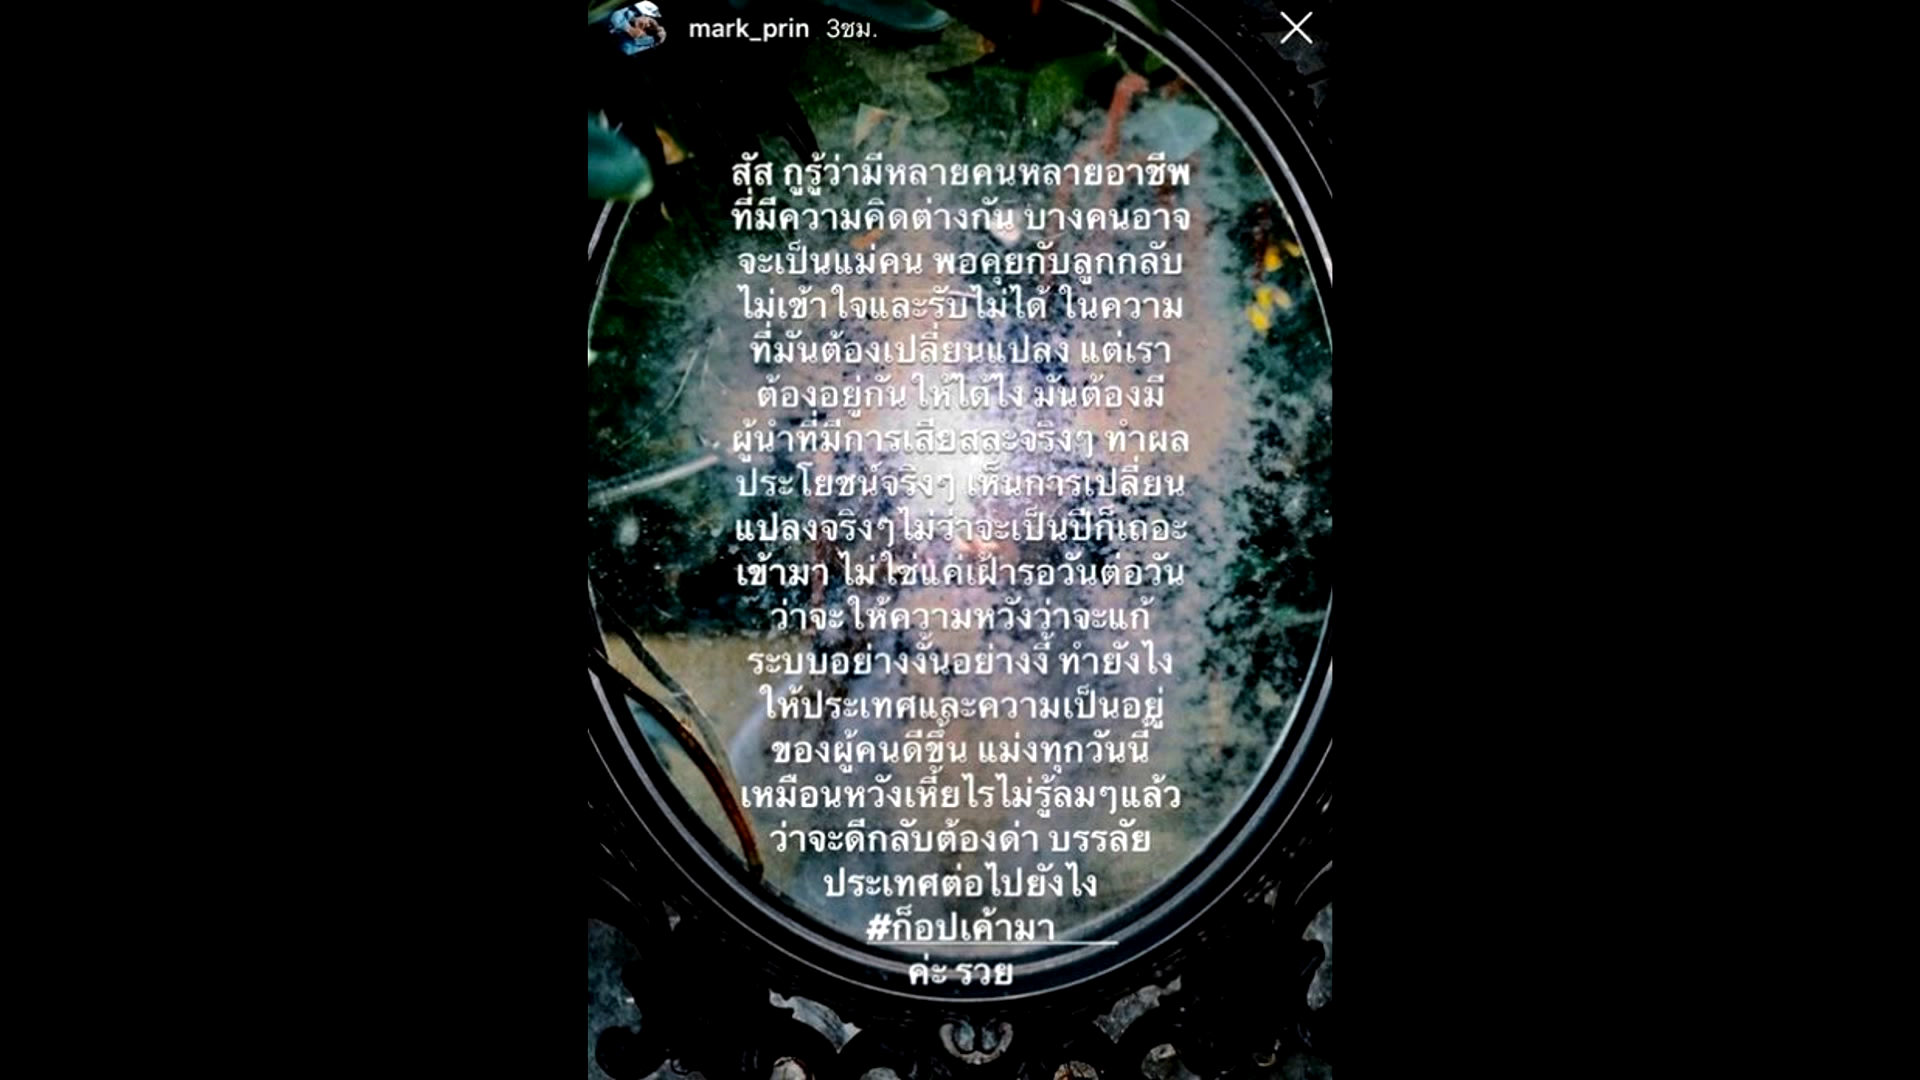 mark_prin 3ชม.
สัส กูรู้ว่ามีหลายคนหลายอาชีพ
ที่มีความคิดต่างกัน บางคนอาจ
จะเป็นแม่คน พอคุยกับลูกกลับ
ไม่เข้าใจและรับไม่ได้ ในความ
ที่มันต้องเปลี่ยนแปลง แต่เรา
ต้องอยู่กันให้ได้ไง มันต้องมี
ผู้นำที่มีการเสียสละจริงๆ ทำผล
ประโยชน์จริงๆ เห็นการเปลี่ยน
แปลงจริงๆไม่ว่าจะเป็นปีก็เถอะ
เข้ามา ไม่ใช่แค่เฝ้ารอวันต่อวัน
ว่าจะให้ความหวังว่าจะแก้
ระบบอย่างงั้นอย่างงี้ ทำยังไง
ให้ประเทศและความเป็นอยู่
ของผู้คนดีขึ้น แม่งทุกวันนี้
เหมือนหวังเหี้ยไรไม่รู้ลมๆแล้ว
ว่าจะดีกลับต้องด่า บรรลัย
ประเทศต่อไปยังไง
#ก็อปเค้ามา
ค่ะ รวย